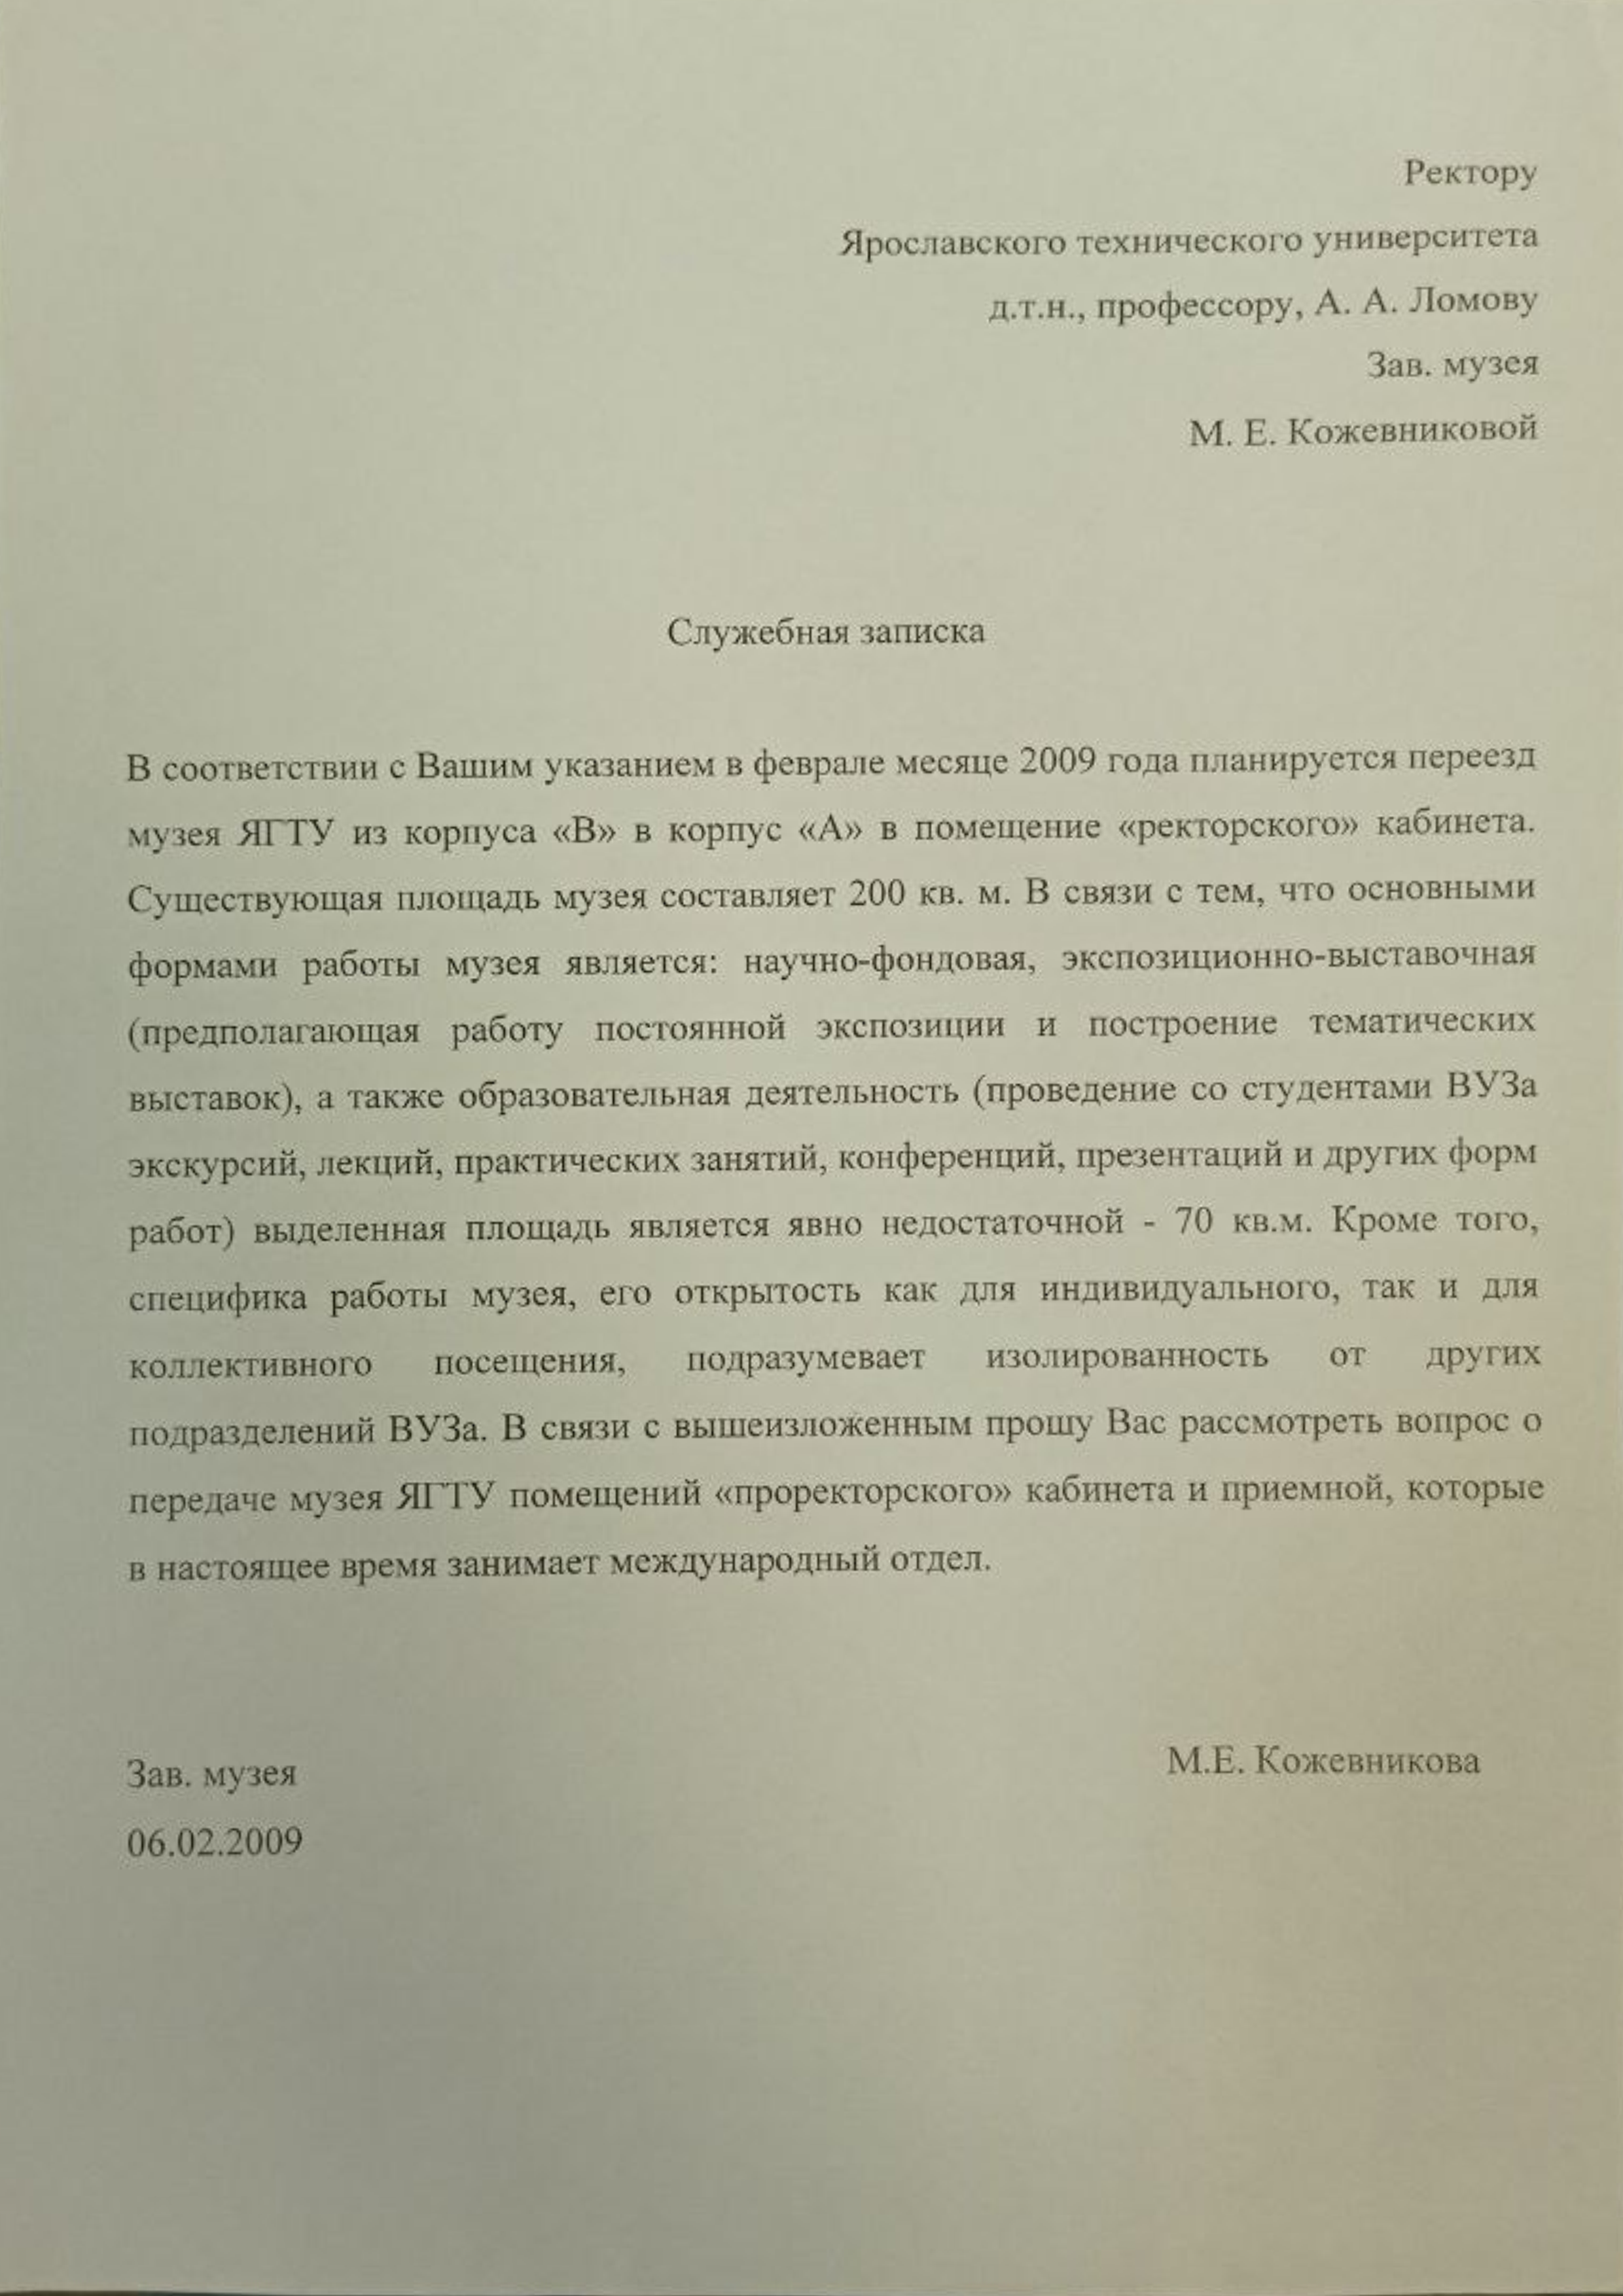 Ректору
Ярославского технического университета
д.т.н., профессору, А. А. Ломову
Зав. музея
М. Е. Кожевниковой
Служебная записка
В соответствии с Вашим указанием в феврале месяце 2009 года планируется переезд
музея ЯГТУ из корпуса «В» в корпус «А» в помещение «ректорского» кабинета.
Существующая площадь музея составляет 200 кв. м. В связи с тем, что основными
формами работы музея является: научно-фондовая, экспозиционно-выставочная
(предполагающая работу постоянной экспозиции и построение тематических
выставок), а также образовательная деятельность (проведение со студентами ВУЗа
экскурсий, лекций, практических занятий, конференций, презентаций и других форм
работ) выделенная площадь является явно недостаточной - 70 кв.м. Кроме того,
специфика работы музея, его открытость как для индивидуального, так и для
коллективного посещения, подразумевает изолированность от других
подразделений ВУЗа. В связи с вышеизложенным прошу Вас рассмотреть вопрос о
передаче музея ЯГТУ помещений «проректорского» кабинета и приемной, которые
в настоящее время занимает международный отдел.
Зав. музея М.Е. Кожевникова
06.02.2009